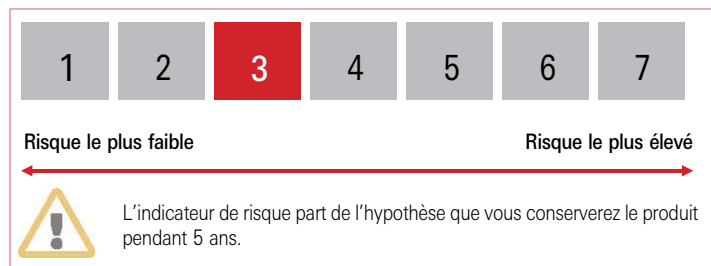 1 2 3 4 5 6 7
Risque le plus faible Risque le plus élevé
L'indicateur de risque part de l'hypothèse que vous conserverez le produit
pendant 5 ans.